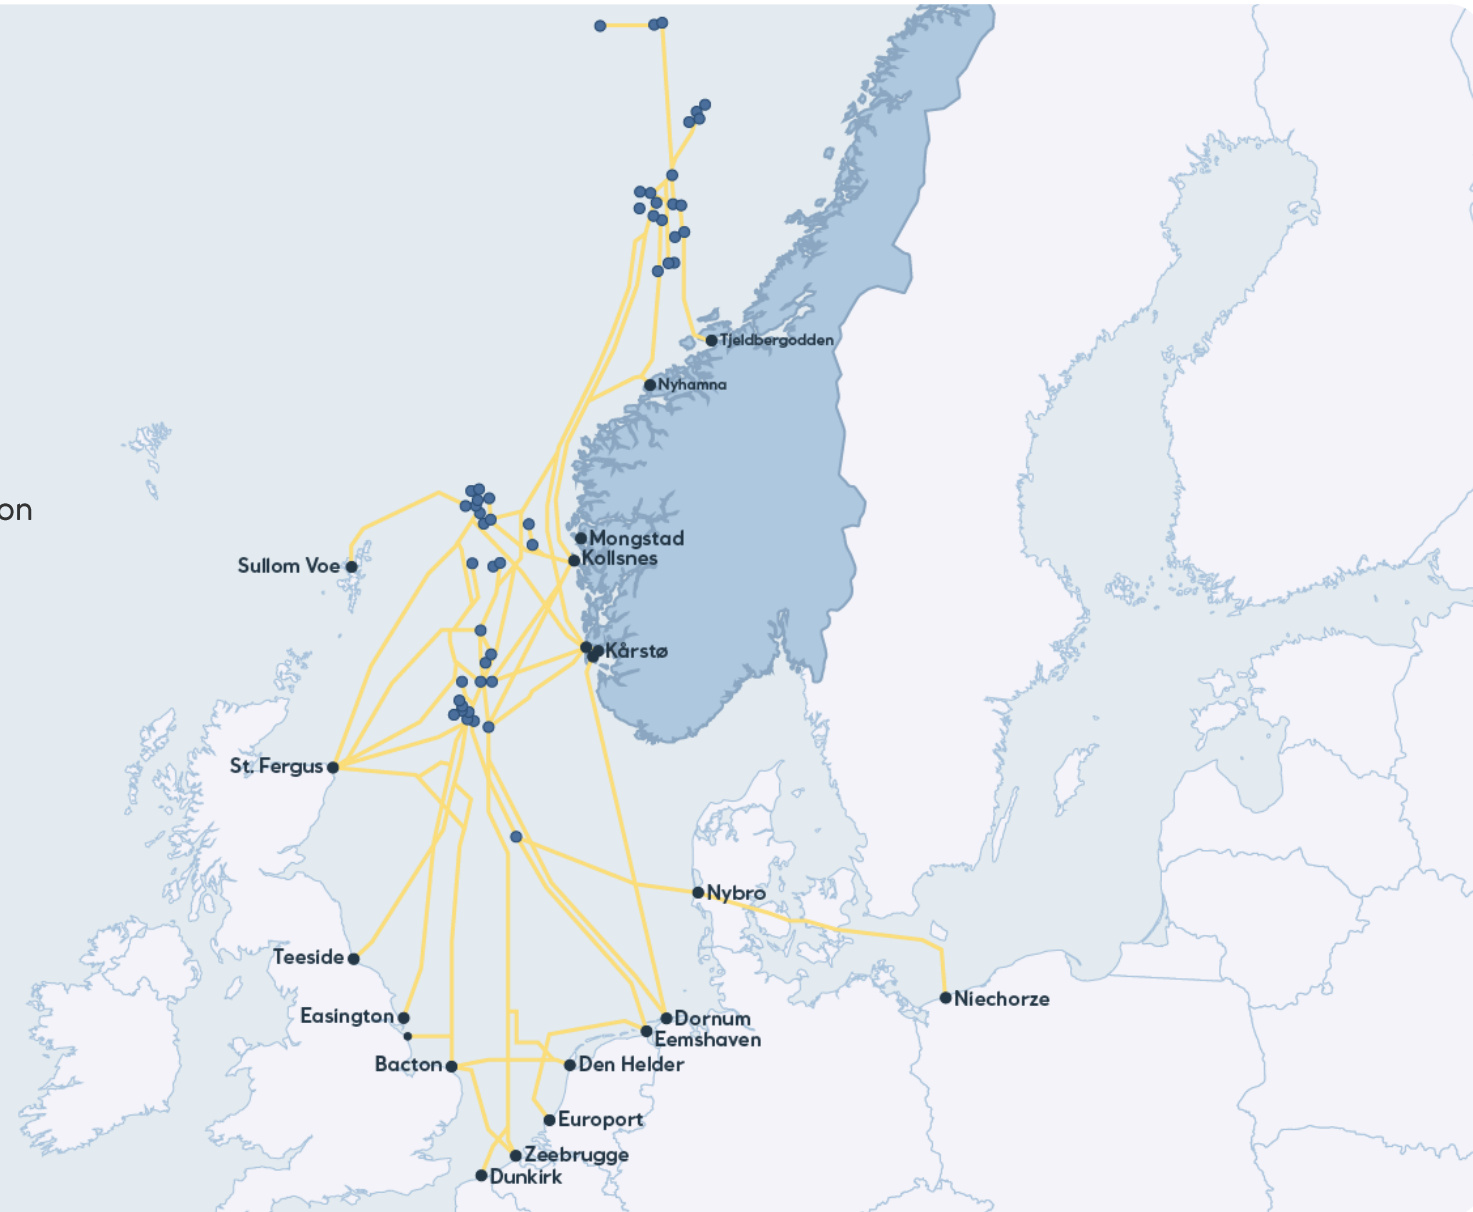 Tjeldbergodden
Nyhamna
on
Mongstad
Kollsnes
Sullom Voe
Kårstø
St. Fergus
Nybro
Teeside
Niechorze
Easington
Dornum
Eemshaven
Bacton
Den Helder
Europort
Zeebrugge
Dunkirk